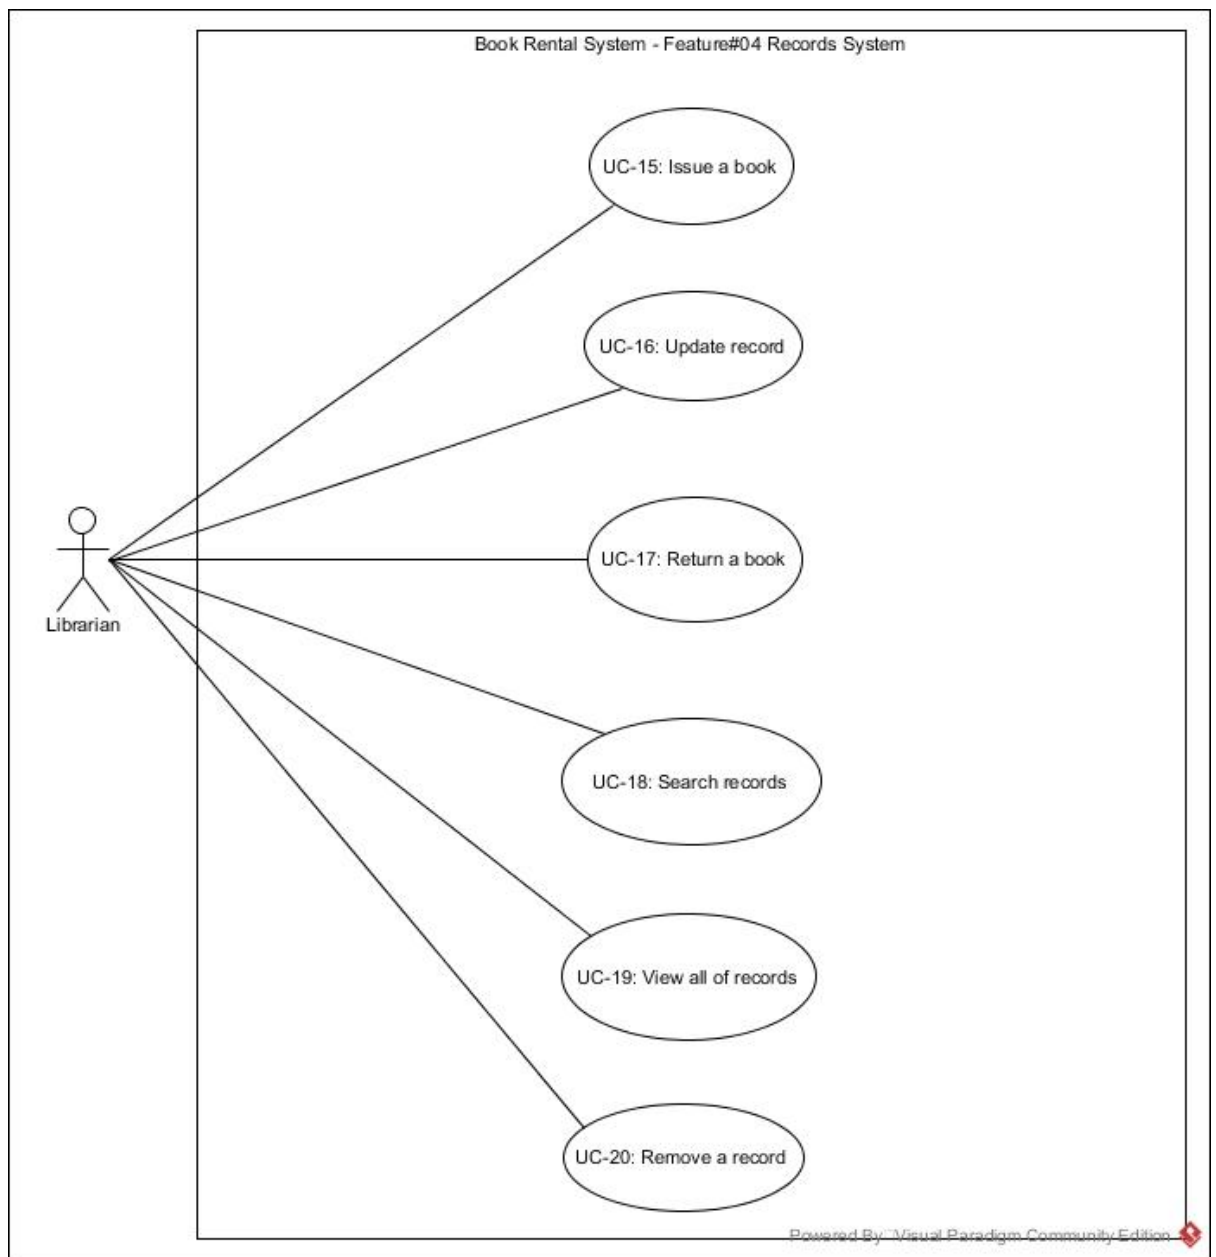 Book Rental System - Feature#04 Records System
UC-15: Issue a book
UC-16: Update record
UC-17: Return a book
Librarian
UC-18: Search records
UC-19: View all of records
UC-20: Remove a record
Powered By Visual Paradigm Community Edition